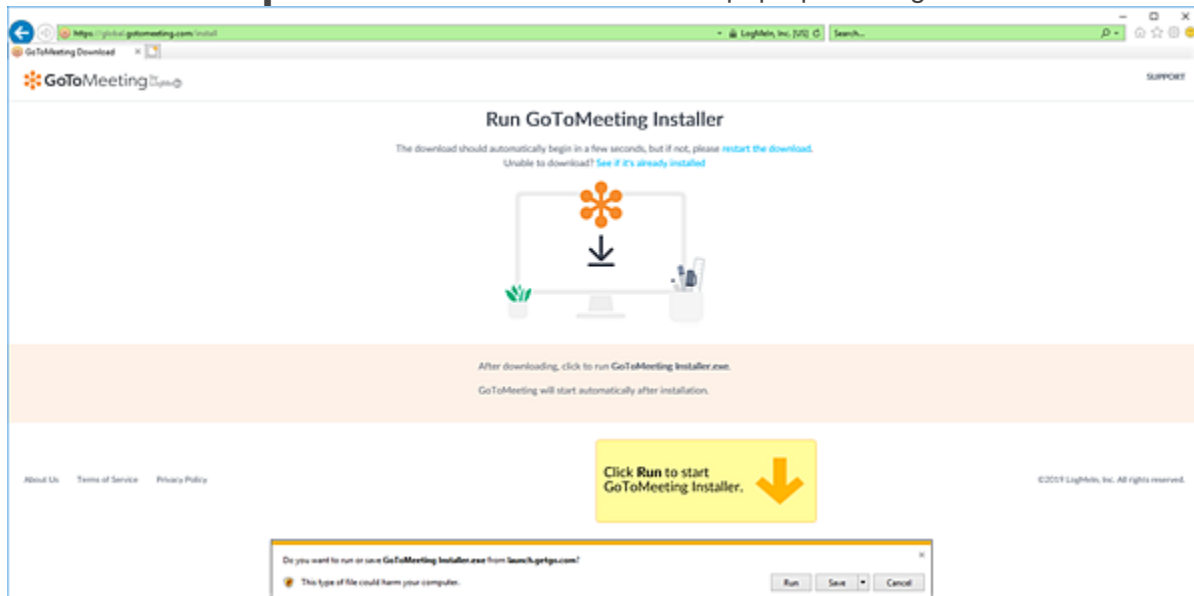 https://global.gotomeeting.com/install
LogMeIn, Inc. [US]
Search...
GoToMeeting Download
GoToMeeting
SUPPORT
Run GoToMeeting Installer
The download should automatically begin in a few seconds, but if not, please restart the download.
Unable to download? See if it's already installed
After downloading, click to run GoToMeeting Installer.exe.
GoToMeeting will start automatically after installation.
Click Run to start
GoToMeeting Installer.
About Us Terms of Service Privacy Policy
©2019 LogMeIn, Inc. All rights reserved.
Do you want to run or save GoToMeeting Installer.exe from launch.getgo.com?
This type of file could harm your computer.
Run Save Cancel